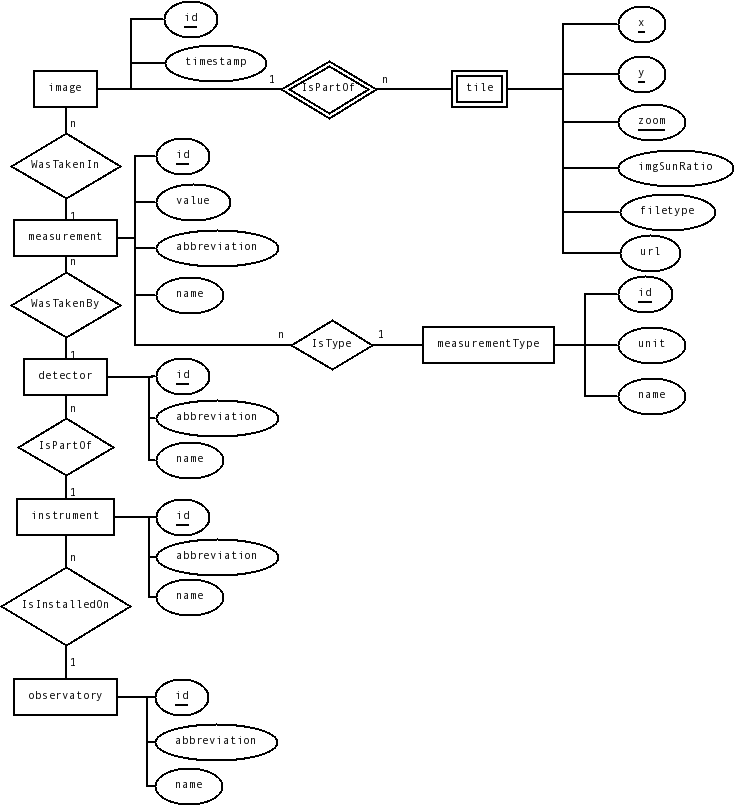 id
timestamp
image
1
IsPartOf
n
tile
x
y
zoom
imgSunRatio
filetype
url
n
WasTakenIn
1
measurement
id
value
abbreviation
name
n
IsType
1
measurementType
id
unit
name
n
WasTakenBy
1
detector
id
abbreviation
name
n
IsPartOf
1
instrument
id
abbreviation
name
n
IsInstalledOn
1
observatory
id
abbreviation
name